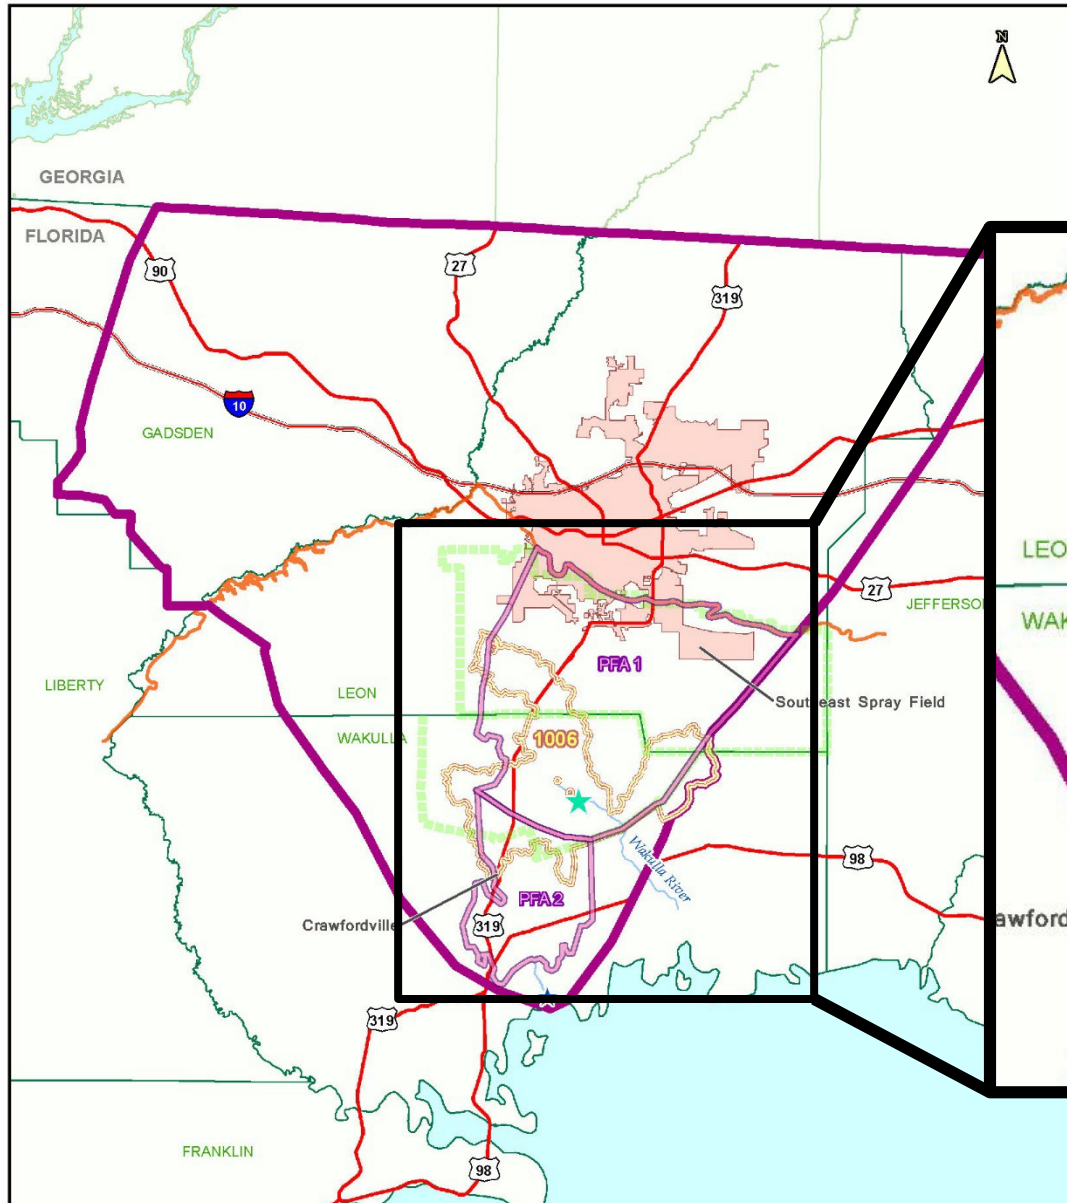 N
GEORGIA
FLORIDA
90
27
319
10
GADSDEN
LEO
27
JEFFERSO
WAK
PFA 1
LIBERTY
LEON
Southeast Spray Field
WAKULLA
1006
Wakulla River
98
PFA 2
awford
Crawfordville
319
319
FRANKLIN
98